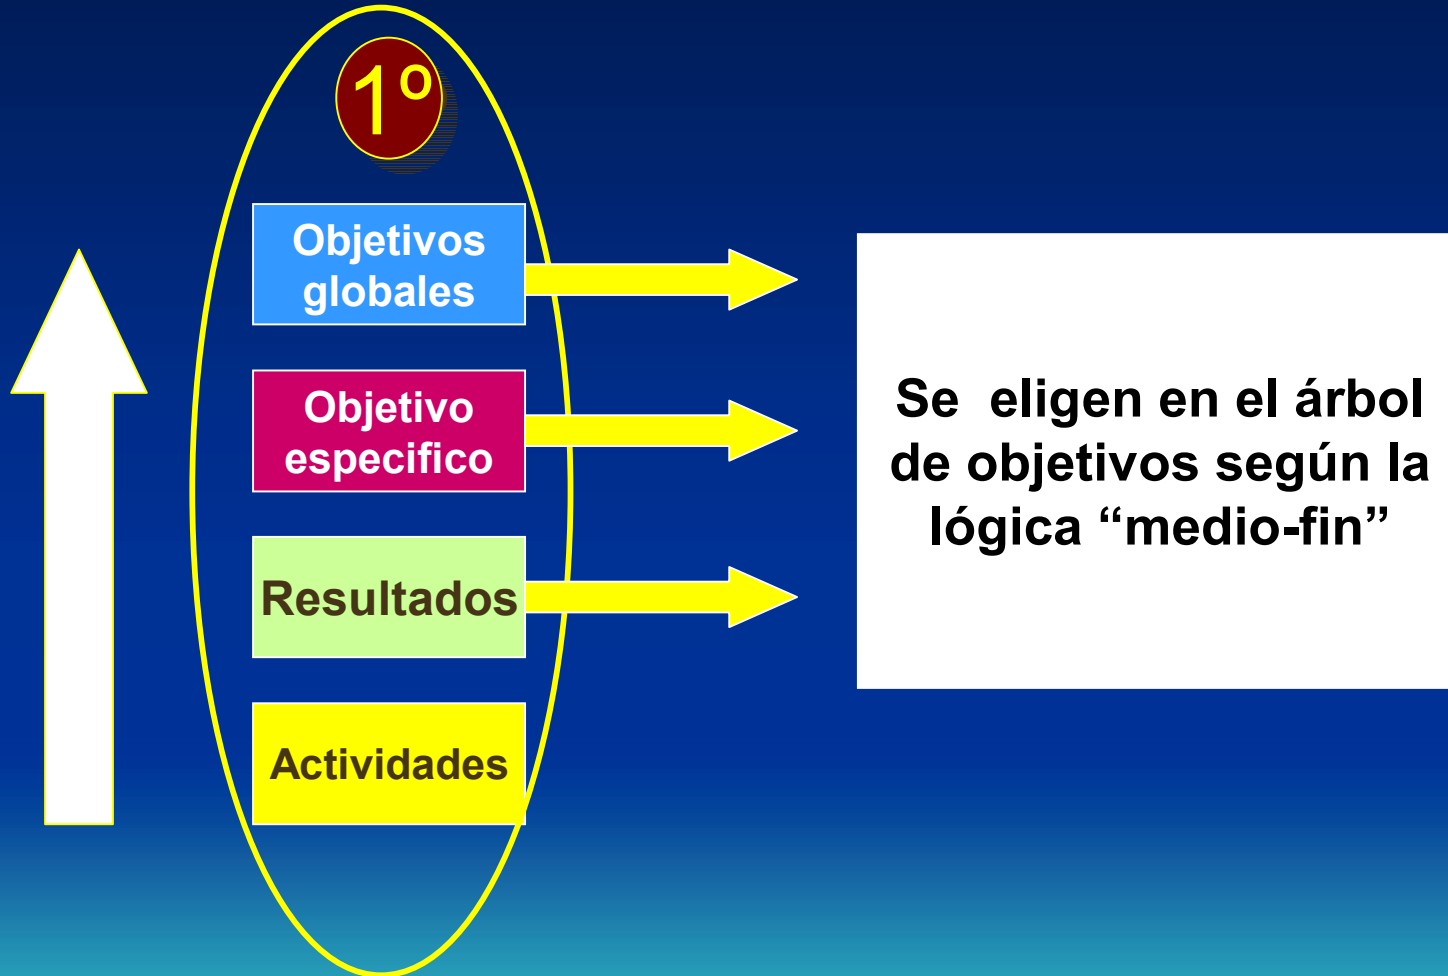 1º
Objetivos
globales
Objetivo
especifico
Resultados
Actividades
Se eligen en el árbol
de objetivos según la
lógica “medio-fin”